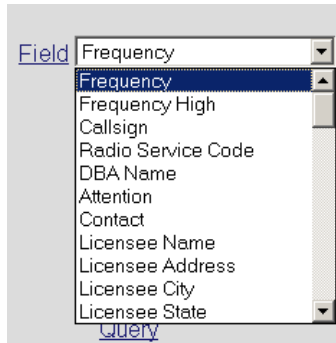 Field Frequency
Frequency
Frequency High
Callsign
Radio Service Code
DBA Name
Attention
Contact
Licensee Name
Licensee Address
Licensee City
Licensee State
Query